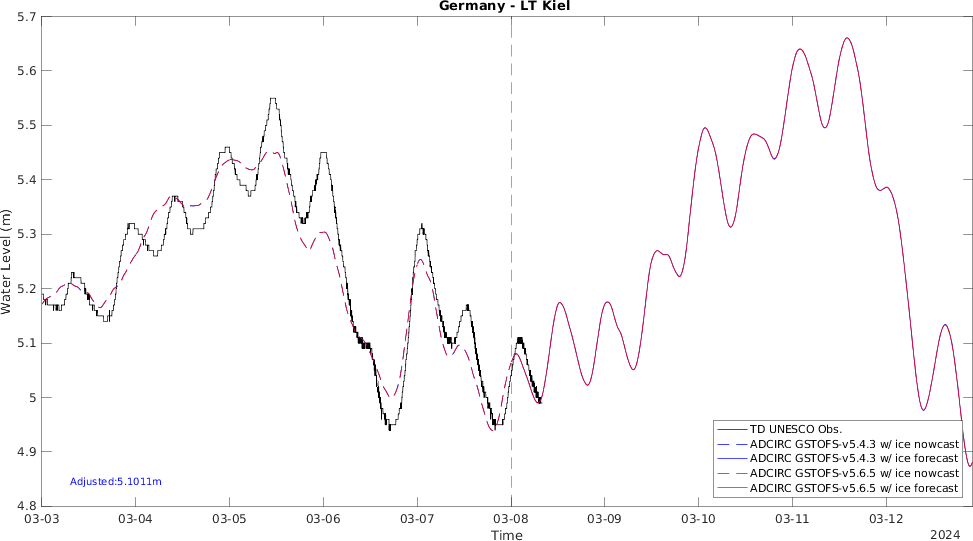 Germany - LT Kiel
5.7
5.6
5.5
5.4
5.3
5.2
5.1
5
4.9
4.8
Water Level (m)
Adjusted:5.1011m
TD UNESCO Obs.
ADCIRC GSTOFS-v5.4.3 w/ ice nowcast
ADCIRC GSTOFS-v5.4.3 w/ ice forecast
ADCIRC GSTOFS-v5.6.5 w/ ice nowcast
ADCIRC GSTOFS-v5.6.5 w/ ice forecast
03-03 03-04 03-05 03-06 03-07 03-08 03-09 03-10 03-11 03-12
Time
2024